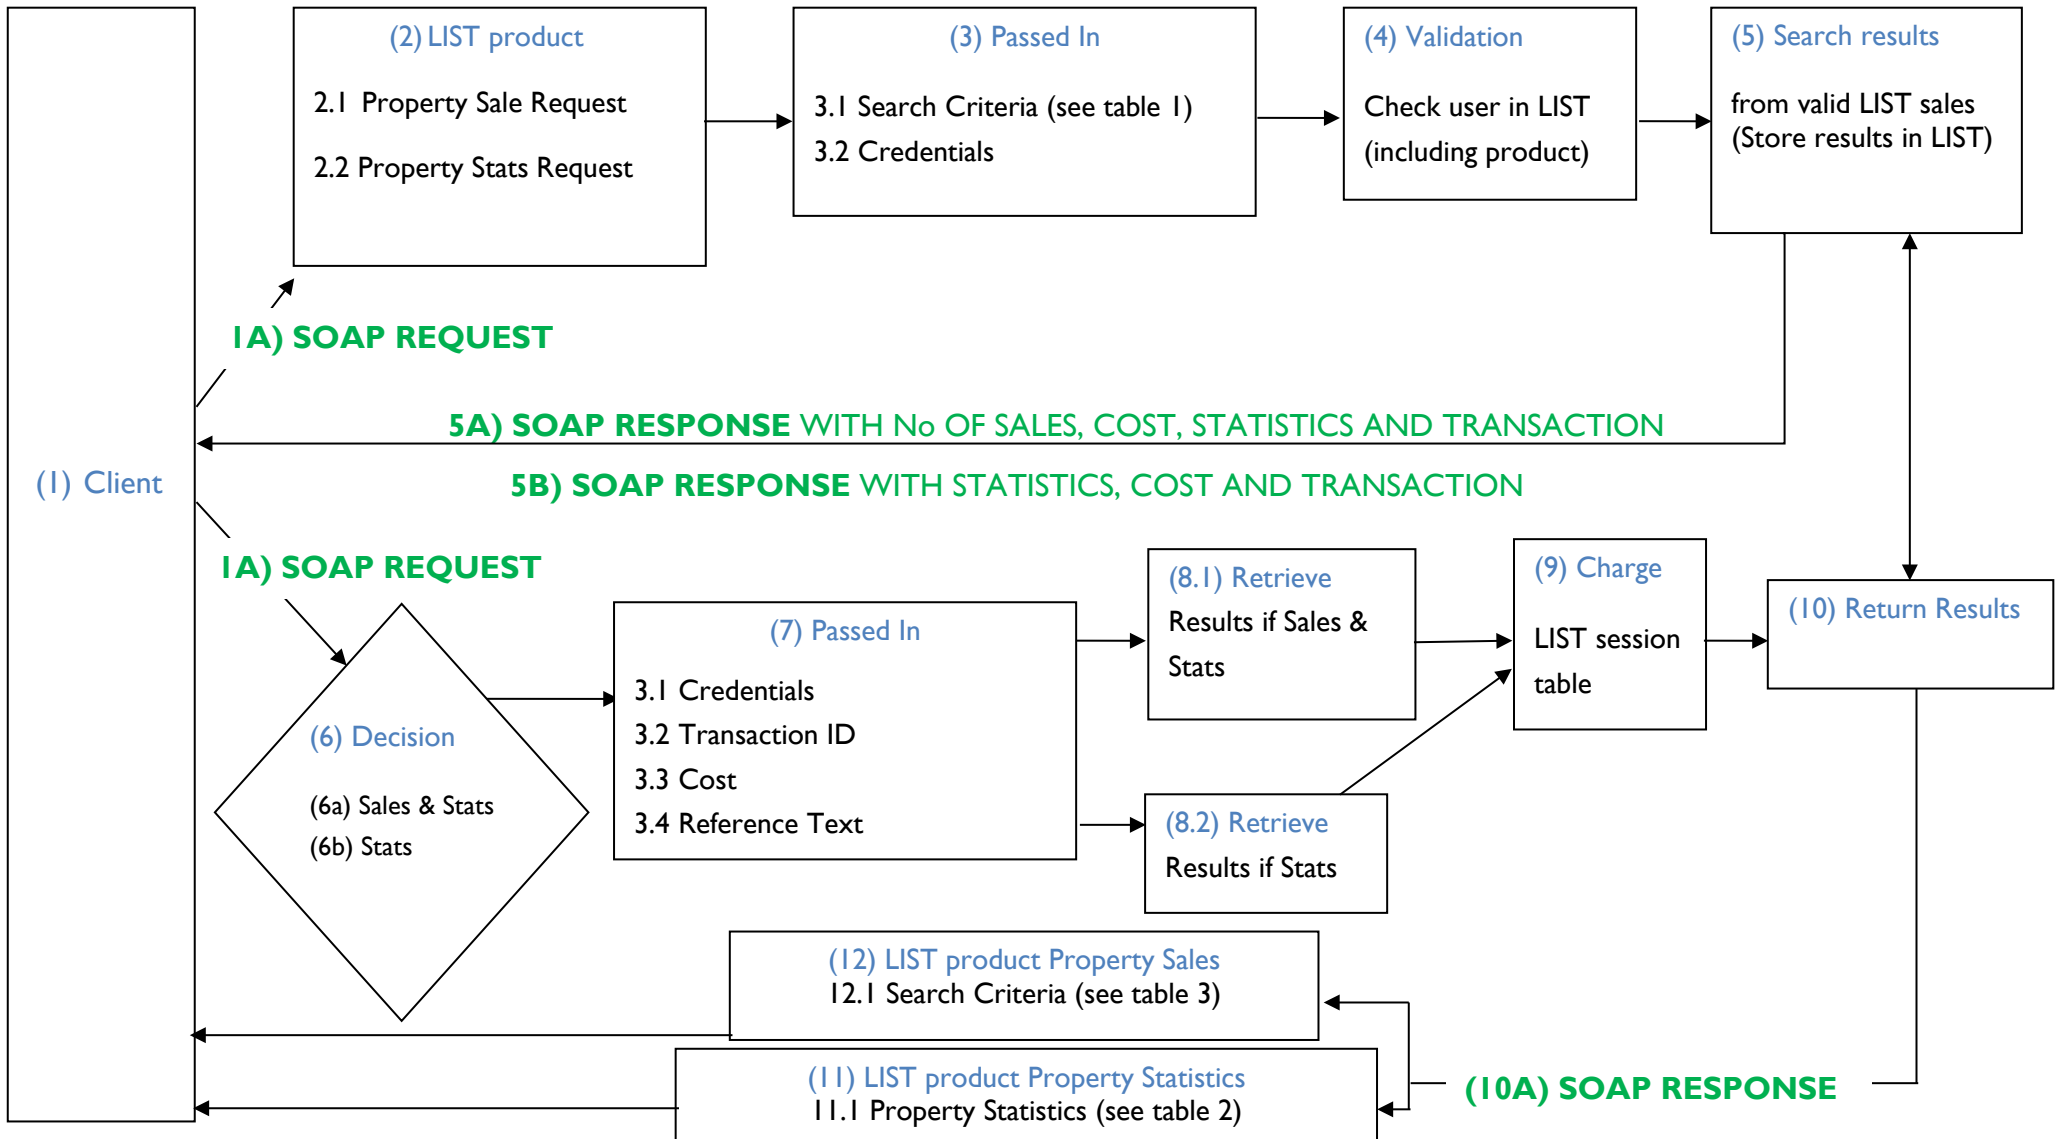 (2) LIST product
2.1 Property Sale Request
2.2 Property Stats Request
(3) Passed In
3.1 Search Criteria (see table 1)
3.2 Credentials
(4) Validation
Check user in LIST
(including product)
(5) Search results
from valid LIST sales
(Store results in LIST)
1A) SOAP REQUEST
5A) SOAP RESPONSE WITH No OF SALES, COST, STATISTICS AND TRANSACTION
(1) Client
5B) SOAP RESPONSE WITH STATISTICS, COST AND TRANSACTION
1A) SOAP REQUEST
(6) Decision
(6a) Sales & Stats
(6b) Stats
(7) Passed In
3.1 Credentials
3.2 Transaction ID
3.3 Cost
3.4 Reference Text
(8.1) Retrieve
Results if Sales &
Stats
(8.2) Retrieve
Results if Stats
(9) Charge
LIST session
table
(10) Return Results
(12) LIST product Property Sales
12.1 Search Criteria (see table 3)
(11) LIST product Property Statistics
11.1 Property Statistics (see table 2)
(10A) SOAP RESPONSE